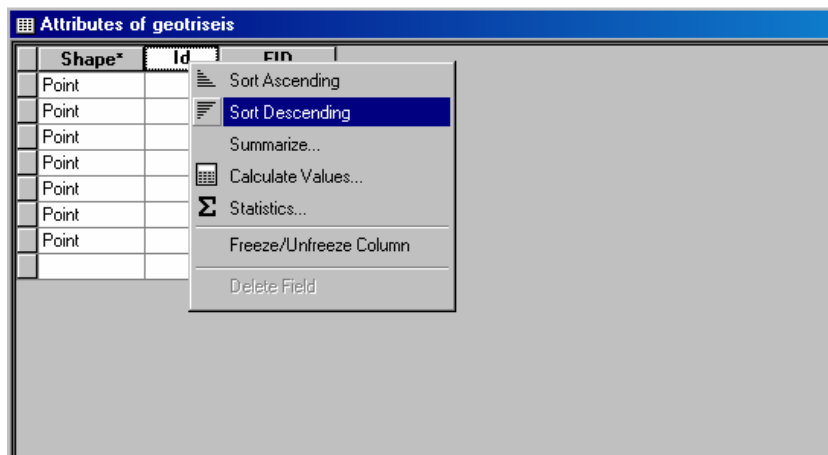 Attributes of geotriseis
Shape* Id FID
Point
Point
Point
Point
Point
Point
Point
Sort Ascending
Sort Descending
Summarize...
Calculate Values...
Σ Statistics...
Freeze/Unfreeze Column
Delete Field